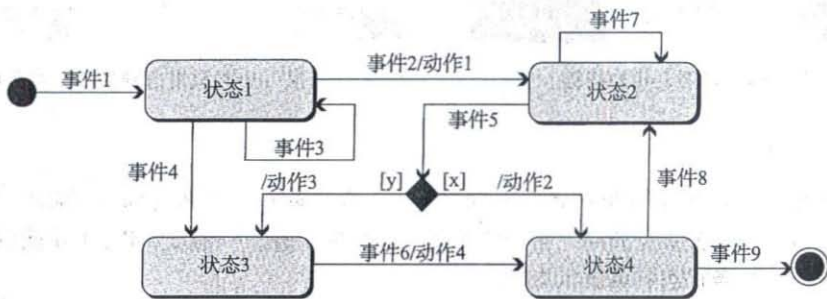 事件7
事件1
状态1
事件2/动作1
状态2
事件3
事件5
事件4
/动作3
[y]
[x]
/动作2
事件8
状态3
事件6/动作4
状态4
事件9